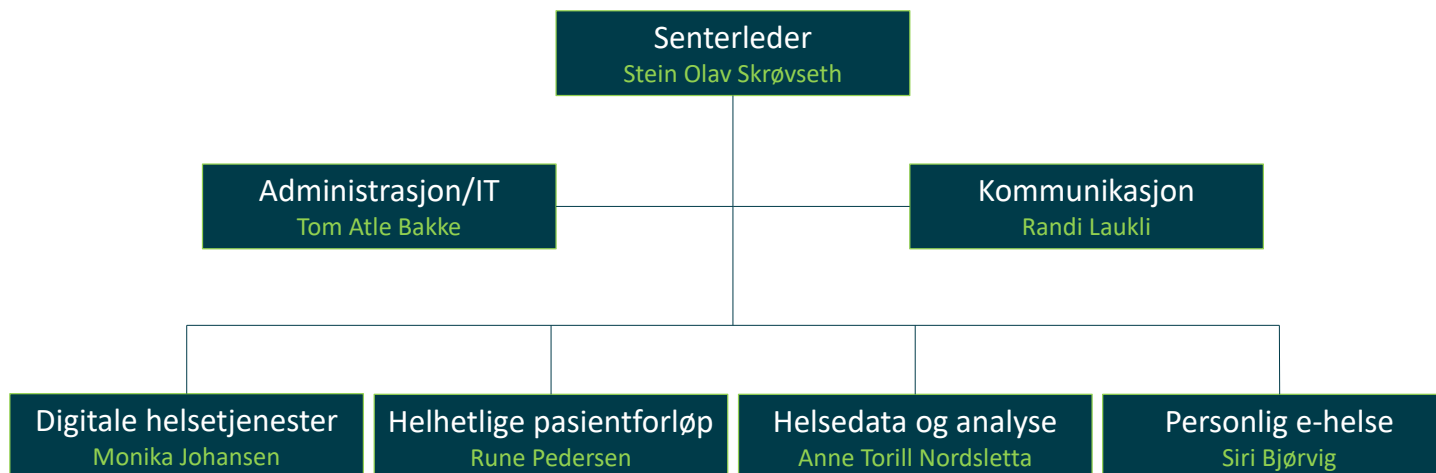 Senterleder
Stein Olav Skrøvseth
Administrasjon/IT
Tom Atle Bakke
Kommunikasjon
Randi Laukli
Digitale helsetjenester
Monika Johansen
Helhetlige pasientforløp
Rune Pedersen
Helsedata og analyse
Anne Torill Nordsletta
Personlig e-helse
Siri Bjørvig